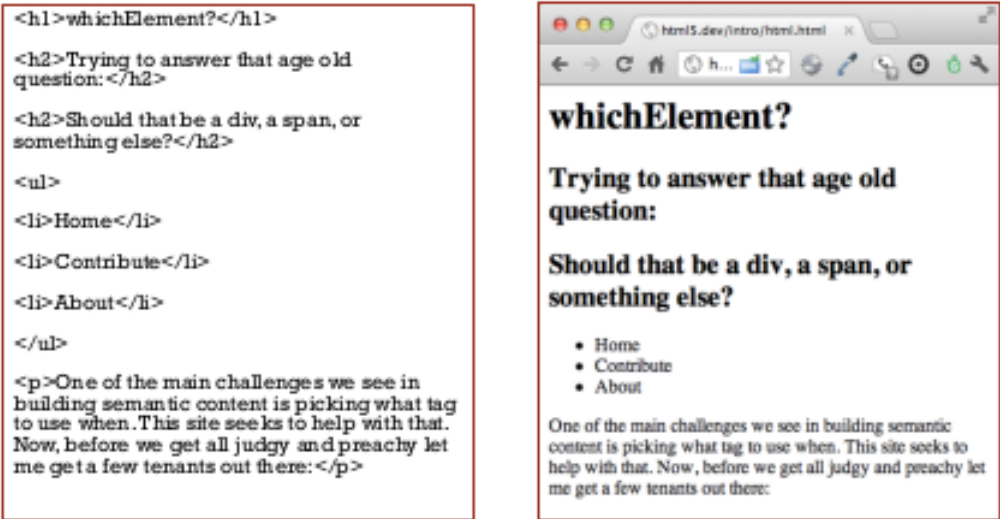 <h1>whichElement?</h1>
<h2>Trying to answer that age old
question:</h2>
<h2>Should that be a div, a span, or
something else?</h2>
<ul>
<li>Home</li>
<li>Contribute</li>
<li>About</li>
</ul>
<p>One of the main challenges we see in
building semantic content is picking what tag
to use when. This site seeks to help with that.
Now, before we get all judgy and preachy let
me get a few tenants out there:</p>
html5.dev/intro/html.html
h...
whichElement?
Trying to answer that age old
question:
Should that be a div, a span, or
something else?
• Home
• Contribute
• About
One of the main challenges we see in building semantic
content is picking what tag to use when. This site seeks to
help with that. Now, before we get all judgy and preachy let
me get a few tenants out there: